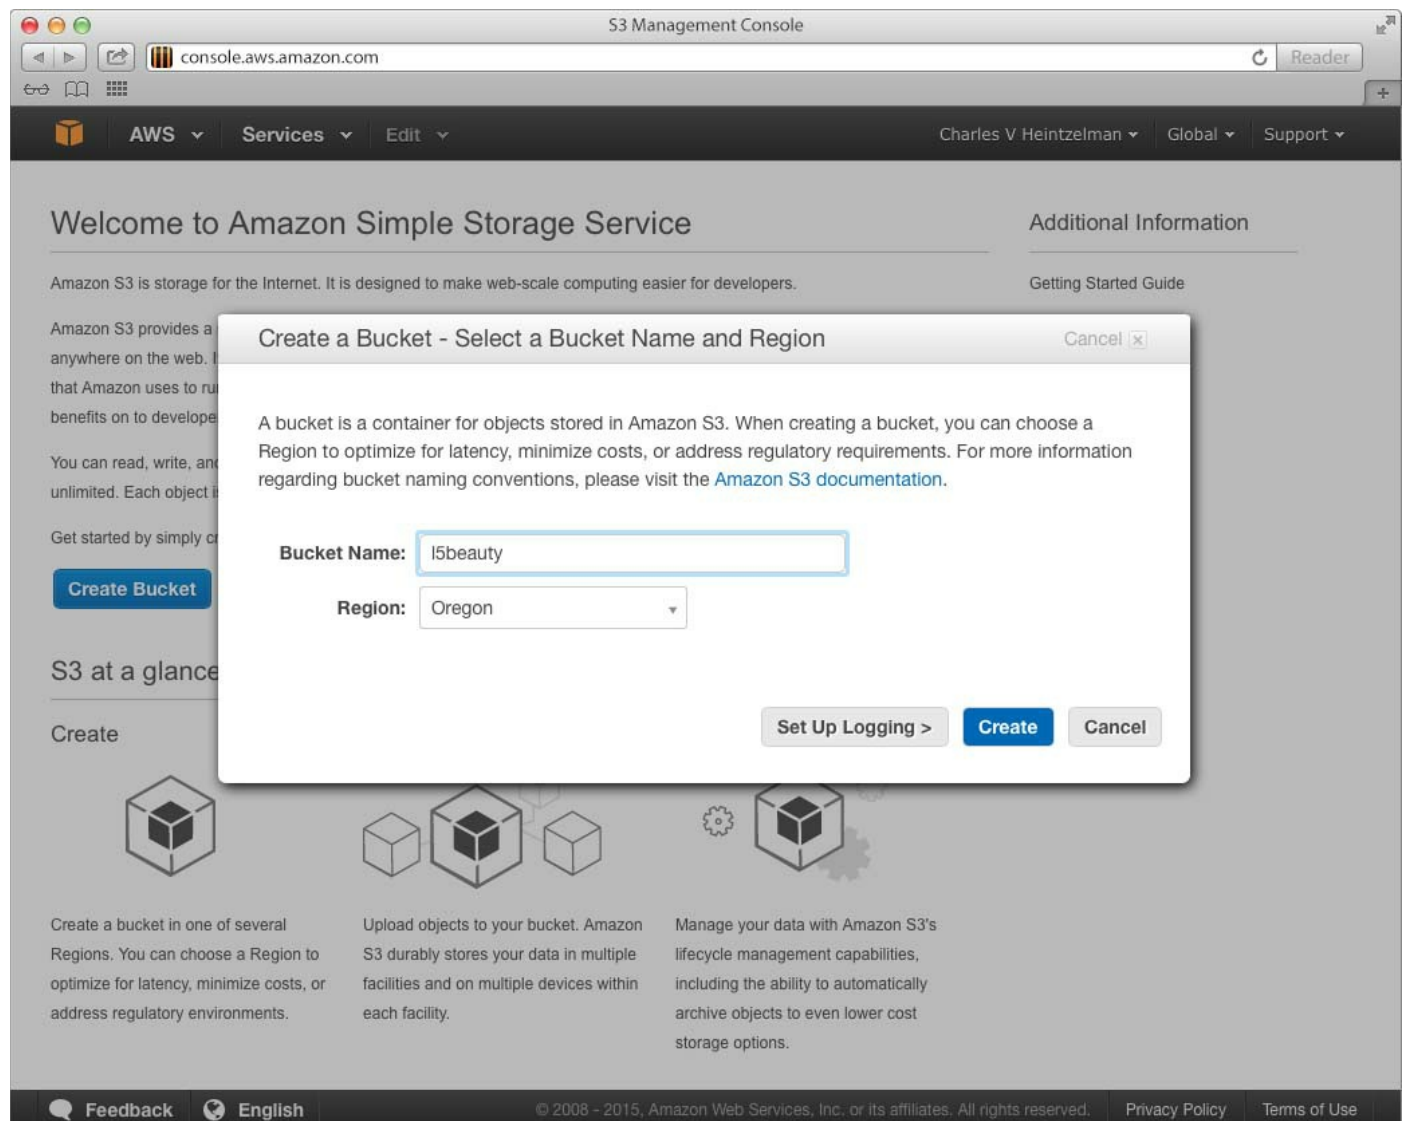 S3 Management Console
console.aws.amazon.com
Reader
AWS Services Edit Charles V Heintzelman Global Support
Welcome to Amazon Simple Storage Service
Additional Information
Amazon S3 is storage for the Internet. It is designed to make web-scale computing easier for developers.
Getting Started Guide
Amazon S3 provides a
anywhere on the web.
that Amazon uses to
benefits on to
You can read, write,
unlimited. Each object
Get started by simply
Create Bucket
Create a Bucket - Select a Bucket Name and Region
Cancel
A bucket is a container for objects stored in Amazon S3. When creating a bucket, you can choose a
Region to optimize for latency, minimize costs, or address regulatory requirements. For more information
regarding bucket naming conventions, please visit the Amazon S3 documentation.
Bucket Name: l5beauty
Region: Oregon
Set Up Logging > Create Cancel
S3 at a glance
Create
Create a bucket in one of several
Regions. You can choose a Region to
optimize for latency, minimize costs, or
address regulatory environments.
Upload objects to your bucket. Amazon
S3 durably stores your data in multiple
facilities and on multiple devices within
each facility.
Manage your data with Amazon S3's
lifecycle management capabilities,
including the ability to automatically
archive objects to even lower cost
storage options.
Feedback English © 2008 - 2015, Amazon Web Services, Inc. or its affiliates. All rights reserved. Privacy Policy Terms of Use